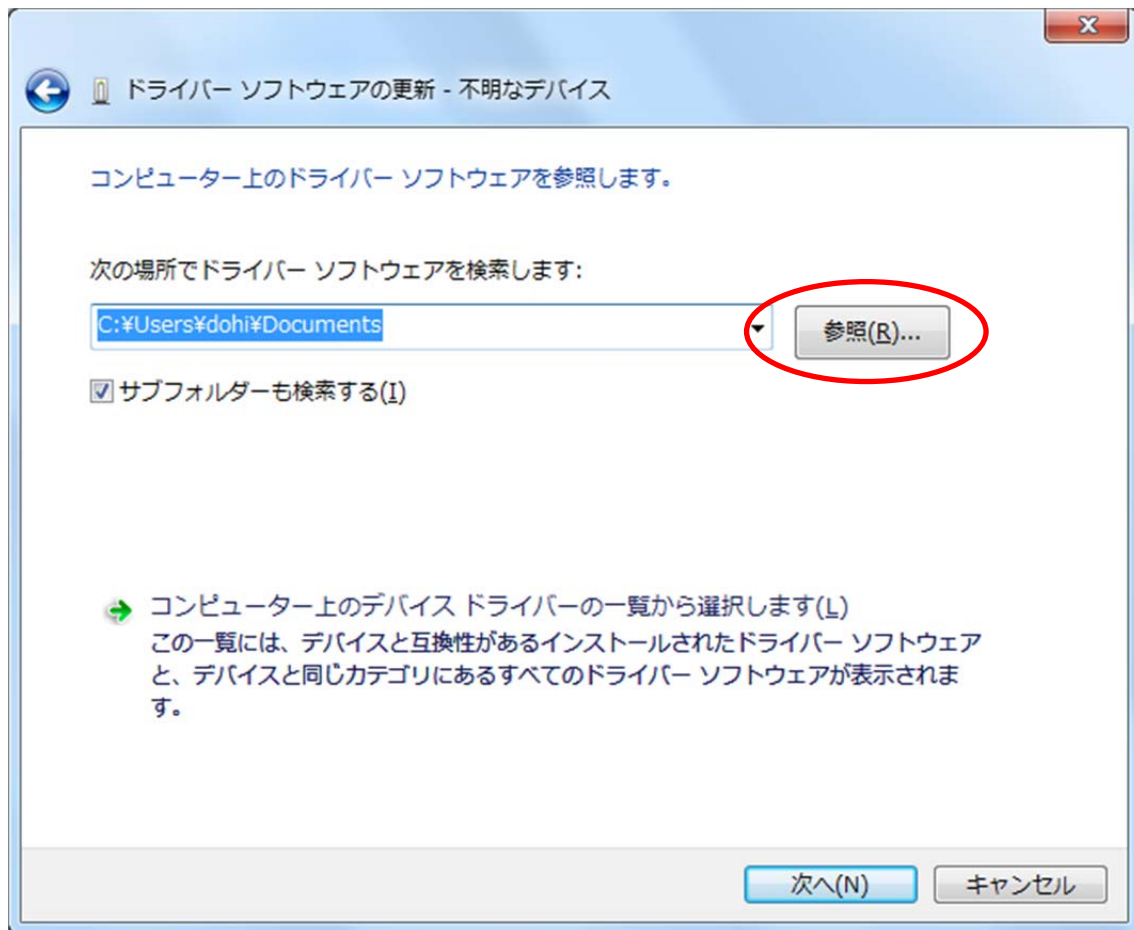 ドライバー ソフトウェアの更新 - 不明なデバイス
コンピューター上のドライバー ソフトウェアを参照します。
次の場所でドライバー ソフトウェアを検索します:
C:¥Users¥dohi¥Documents
参照(R)...
サブフォルダーも検索する(I)
コンピューター上のデバイス ドライバーの一覧から選択します(L)
この一覧には、デバイスと互換性があるインストールされたドライバー ソフトウェア
と、デバイスと同じカテゴリにあるすべてのドライバー ソフトウェアが表示されま
す。
次へ(N)
キャンセル